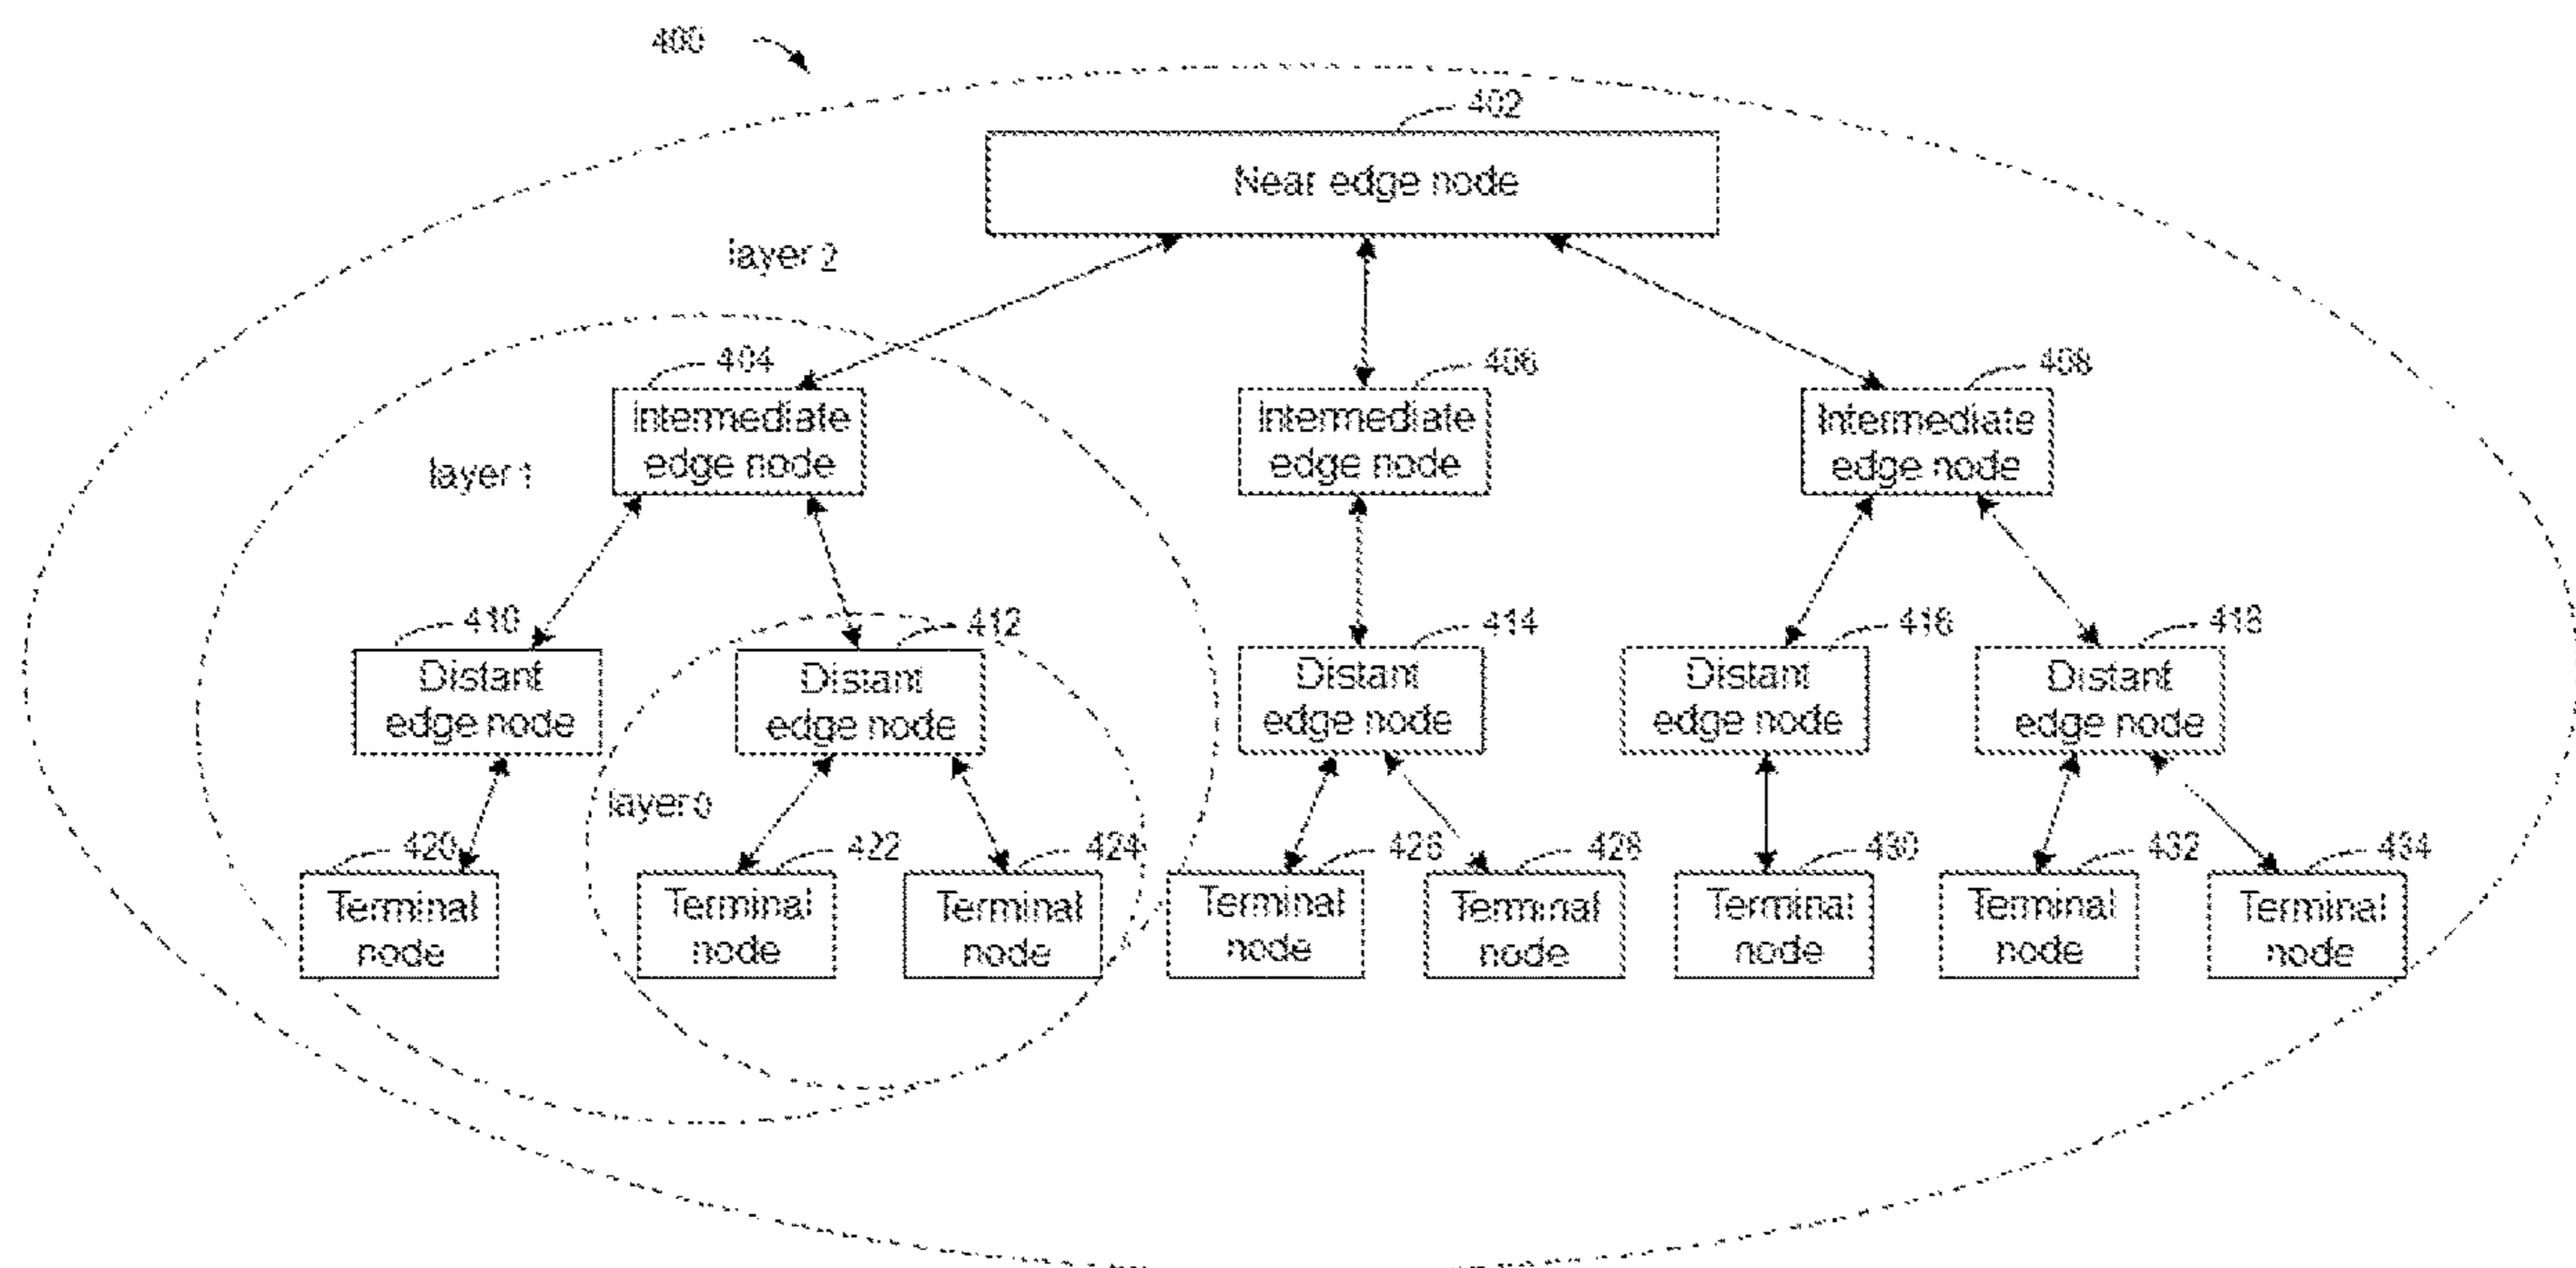 400
402
Near edge node
layer 2
404
406
408
Intermediate
edge node
Intermediate
edge node
Intermediate
edge node
layer 1
410
412
414
416
418
Distant
edge node
Distant
edge node
Distant
edge node
Distant
edge node
Distant
edge node
layer 0
420
422
424
426
428
430
432
434
Terminal
node
Terminal
node
Terminal
node
Terminal
node
Terminal
node
Terminal
node
Terminal
node
Terminal
node